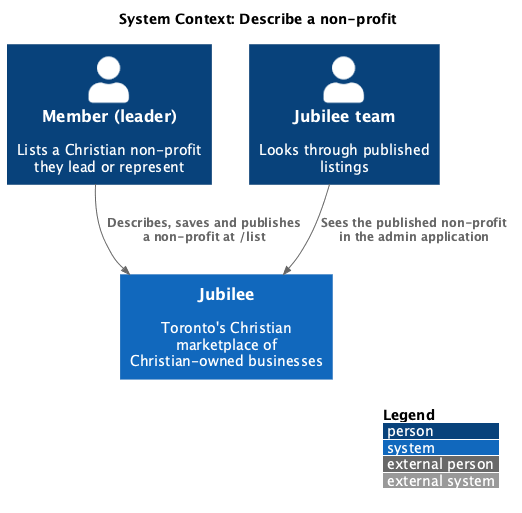 System Context: Describe a non-profit
Member (leader)
Lists a Christian non-profit
they lead or represent
Jubilee team
Looks through published
listings
Describes, saves and publishes
a non-profit at /list
Sees the published non-profit
in the admin application
Jubilee
Toronto's Christian
marketplace of
Christian-owned businesses
Legend
person
system
external person
external system